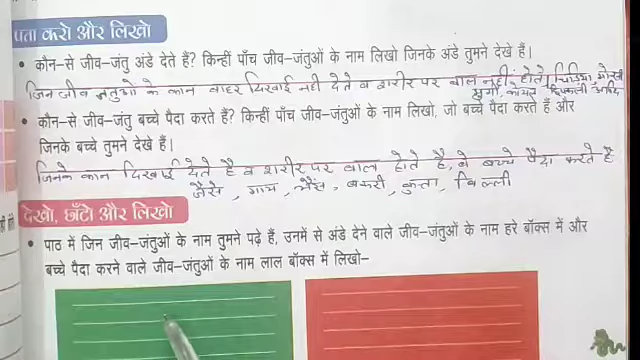 पता करो और लिखो
• कौन-से जीव-जंतु अंडे देते हैं? किन्हीं पाँच जीव-जंतुओं के नाम लिखो जिनके अंडे तुमने देखे हैं।
जिन जीव जंतुओं के कान बाहर दिखाई नहीं देते व शरीर पर बाल नहीं होते। चिड़िया,
मुर्गी, छिपकली आदि
• कौन-से जीव-जंतु बच्चे पैदा करते हैं? किन्हीं पाँच जीव-जंतुओं के नाम लिखो, जो बच्चे पैदा करते हैं और
जिनके बच्चे तुमने देखे हैं।
जिनके कान दिखाई देते है व शरीर पर बाल होते है, वे बच्चे पैदा करते है
जैसे, गाय, भैंस, बकरी, कुत्ता, बिल्ली
देखो, छाँटो और लिखो
• पाठ में जिन जीव-जंतुओं के नाम तुमने पढ़े हैं, उनमें से अंडे देने वाले जीव-जंतुओं के नाम हरे बॉक्स में और
बच्चे पैदा करने वाले जीव-जंतुओं के नाम लाल बॉक्स में लिखो-